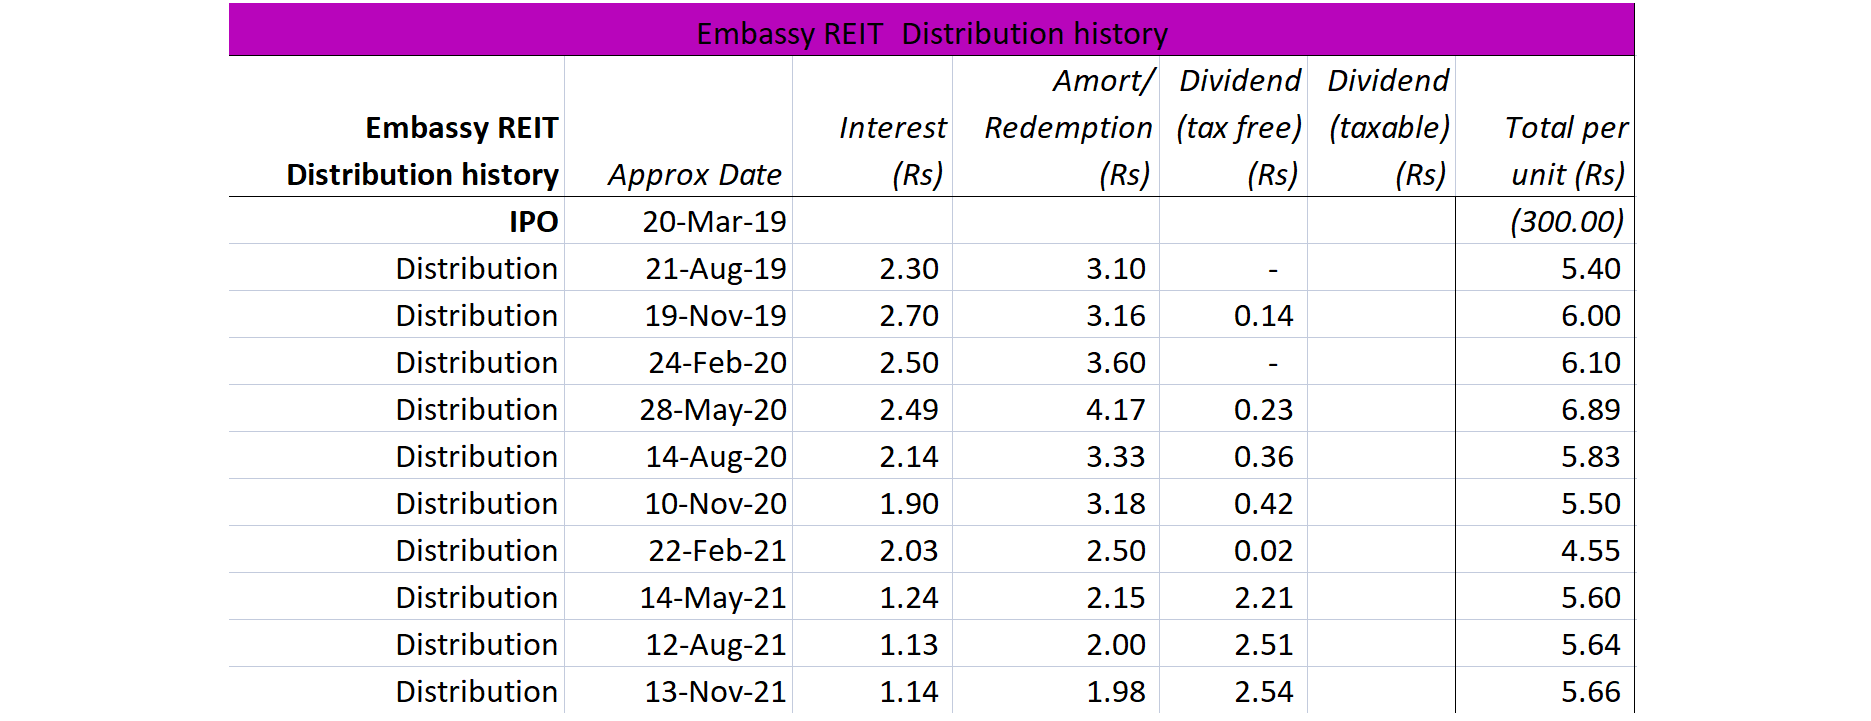 Embassy REIT  Distribution history
Amort/ Dividend Dividend
Embassy REIT Interest Redemption (tax free) (taxable) Total per
Distribution history Approx Date (Rs) (Rs) (Rs) (Rs) unit (Rs)
IPO 20-Mar-19 (300.00)
Distribution 21-Aug-19 2.30 3.10 - 5.40
Distribution 19-Nov-19 2.70 3.16 0.14 6.00
Distribution 24-Feb-20 2.50 3.60 - 6.10
Distribution 28-May-20 2.49 4.17 0.23 6.89
Distribution 14-Aug-20 2.14 3.33 0.36 5.83
Distribution 10-Nov-20 1.90 3.18 0.42 5.50
Distribution 22-Feb-21 2.03 2.50 0.02 4.55
Distribution 14-May-21 1.24 2.15 2.21 5.60
Distribution 12-Aug-21 1.13 2.00 2.51 5.64
Distribution 13-Nov-21 1.14 1.98 2.54 5.66